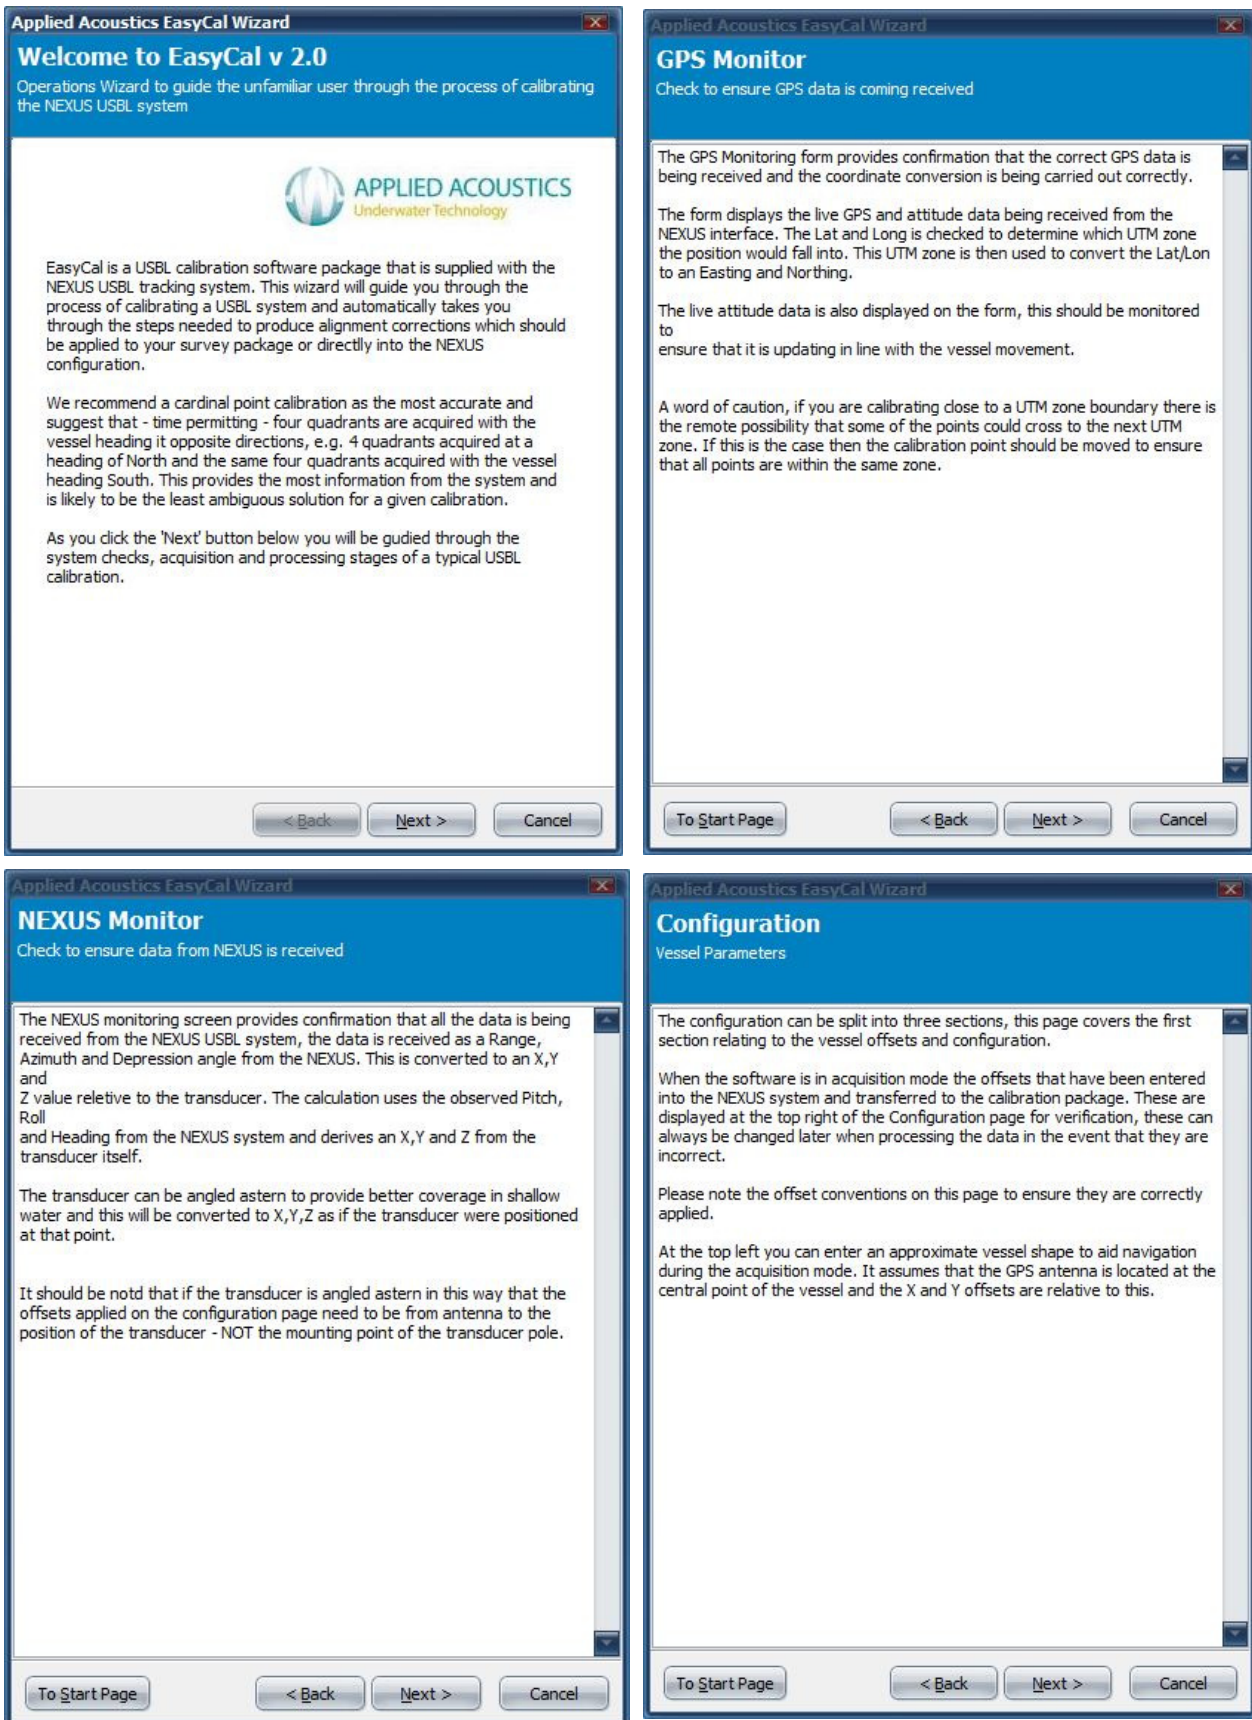 Applied Acoustics EasyCal Wizard
Welcome to EasyCal v 2.0
Operations Wizard to guide the unfamiliar user through the process of calibrating
the NEXUS USBL system
APPLIED ACOUSTICS
Underwater Technology
EasyCal is a USBL calibration software package that is supplied with the
NEXUS USBL tracking system. This wizard will guide you through the
process of calibrating a USBL system and automatically takes you
through the steps needed to produce alignment corrections which should
be applied to your survey package or directlly into the NEXUS
configuration.
We recommend a cardinal point calibration as the most accurate and
suggest that - time permitting - four quadrants are acquired with the
vessel heading it opposite directions, e.g. 4 quadrants acquired at a
heading of North and the same four quadrants acquired with the vessel
heading South. This provides the most information from the system and
is likely to be the least ambiguous solution for a given calibration.
As you click the 'Next' button below you will be gudied through the
system checks, acquisition and processing stages of a typical USBL
calibration.
< Back
Next >
Cancel
Applied Acoustics EasyCal Wizard
GPS Monitor
Check to ensure GPS data is coming received
The GPS Monitoring form provides confirmation that the correct GPS data is
being received and the coordinate conversion is being carried out correctly.
The form displays the live GPS and attitude data being received from the
NEXUS interface. The Lat and Long is checked to determine which UTM zone
the position would fall into. This UTM zone is then used to convert the Lat/Lon
to an Easting and Northing.
The live attitude data is also displayed on the form, this should be monitored
to
ensure that it is updating in line with the vessel movement.
A word of caution, if you are calibrating close to a UTM zone boundary there is
the remote possibility that some of the points could cross to the next UTM
zone. If this is the case then the calibration point should be moved to ensure
that all points are within the same zone.
To Start Page
< Back
Next >
Cancel
Applied Acoustics EasyCal Wizard
NEXUS Monitor
Check to ensure data from NEXUS is received
The NEXUS monitoring screen provides confirmation that all the data is being
received from the NEXUS USBL system, the data is received as a Range,
Azimuth and Depression angle from the NEXUS. This is converted to an X,Y
and
Z value reletive to the transducer. The calculation uses the observed Pitch,
Roll
and Heading from the NEXUS system and derives an X,Y and Z from the
transducer itself.
The transducer can be angled astern to provide better coverage in shallow
water and this will be converted to X,Y,Z as if the transducer were positioned
at that point.
It should be notd that if the transducer is angled astern in this way that the
offsets applied on the configuration page need to be from antenna to the
position of the transducer - NOT the mounting point of the transducer pole.
To Start Page
< Back
Next >
Cancel
Applied Acoustics EasyCal Wizard
Configuration
Vessel Parameters
The configuration can be split into three sections, this page covers the first
section relating to the vessel offsets and configuration.
When the software is in acquisition mode the offsets that have been entered
into the NEXUS system and transferred to the calibration package. These are
displayed at the top right of the Configuration page for verification, these can
always be changed later when processing the data in the event that they are
incorrect.
Please note the offset conventions on this page to ensure they are correctly
applied.
At the top left you can enter an approximate vessel shape to aid navigation
during the acquisition mode. It assumes that the GPS antenna is located at the
central point of the vessel and the X and Y offsets are relative to this.
To Start Page
< Back
Next >
Cancel